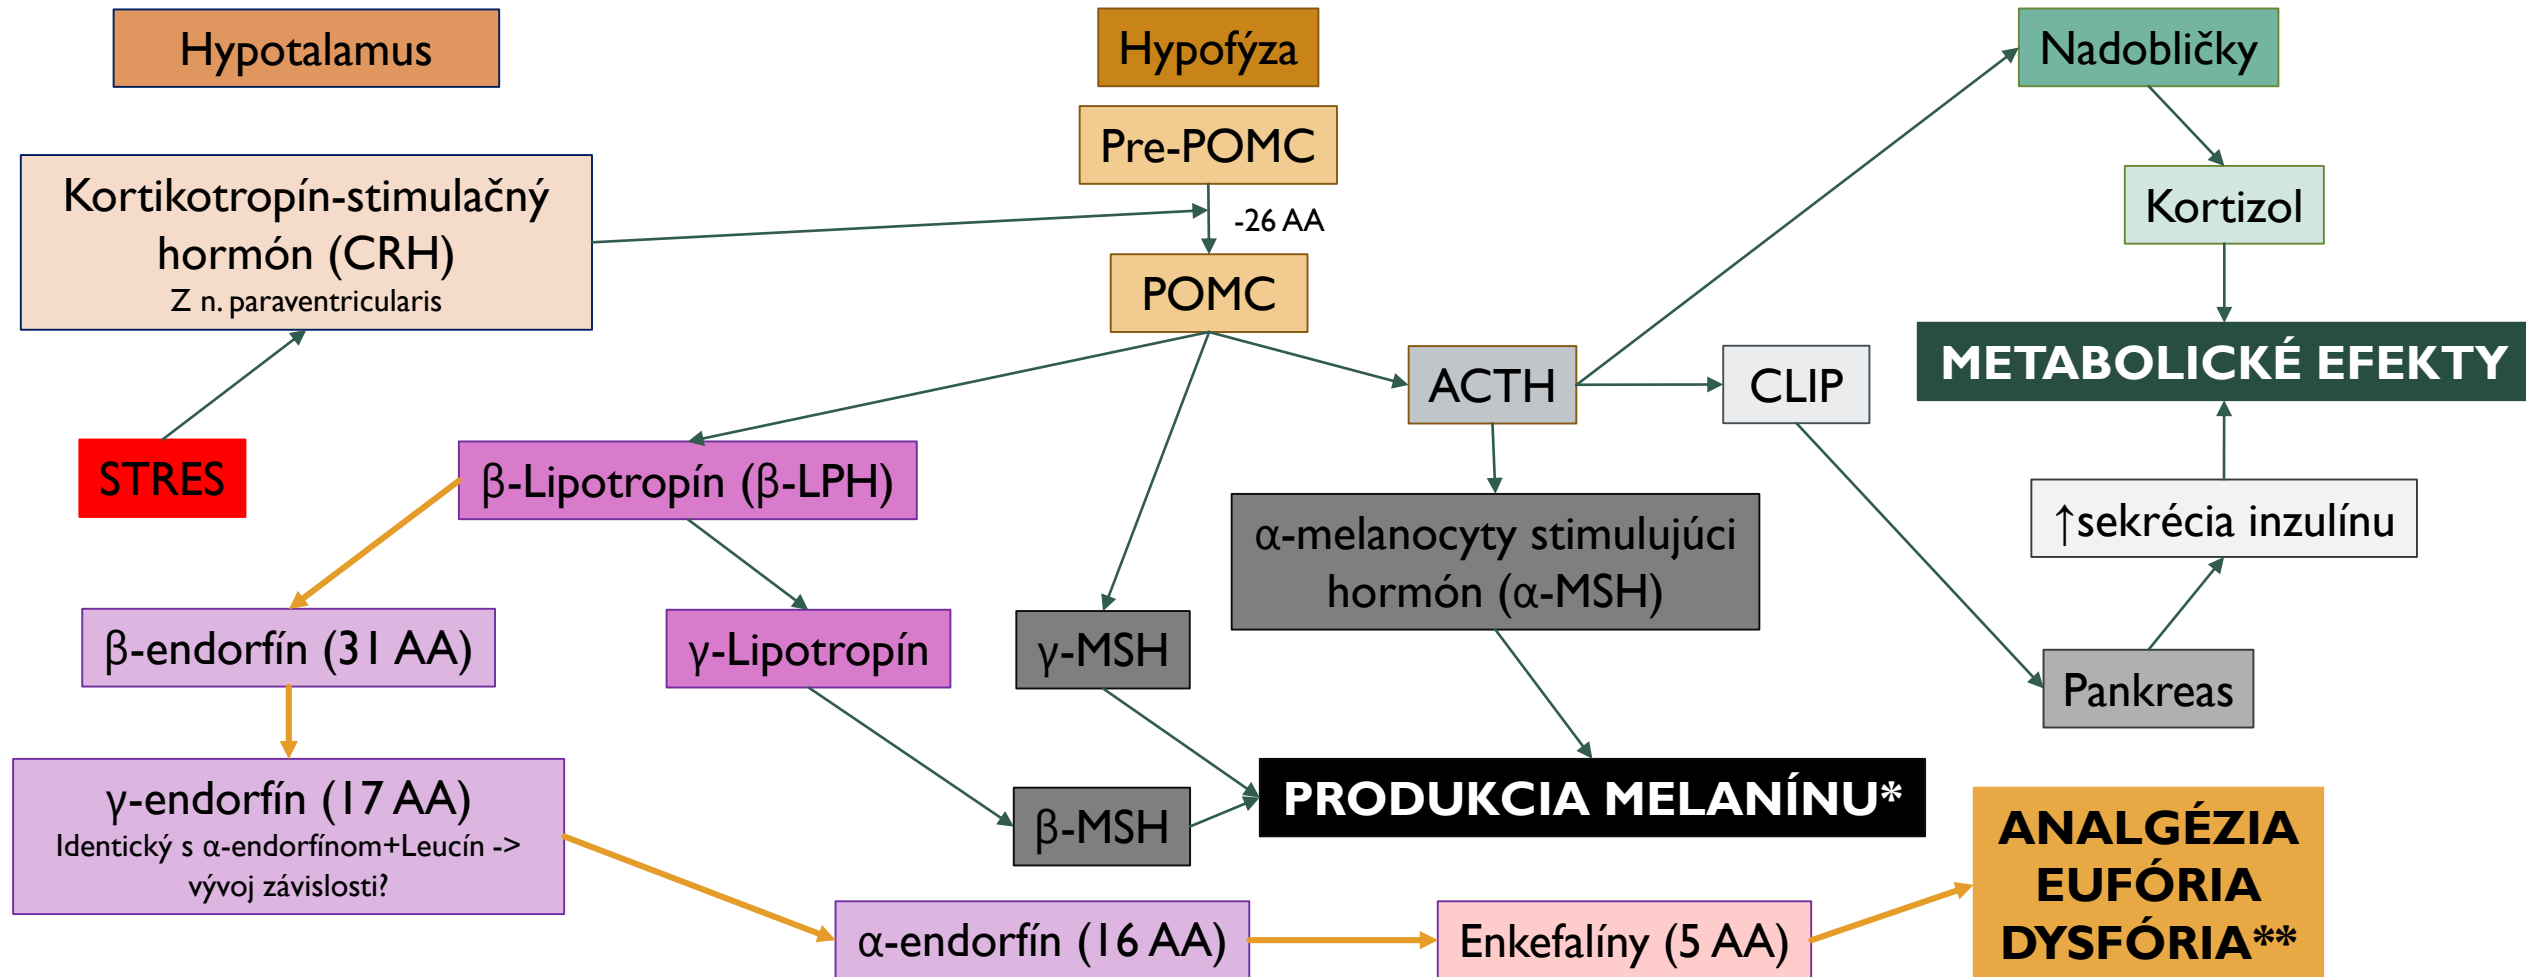 Hypotalamus
Hypofýza
Nadobličky
Pre-POMC
Kortikotropín-stimulačný
hormón (CRH)
Z n. paraventricularis
-26 AA
Kortizol
POMC
METABOLICKÉ EFEKTY
ACTH
CLIP
STRES
β-Lipotropín (β-LPH)
α-melanocyty stimulujúci
hormón (α-MSH)
↑sekrécia inzulínu
β-endorfín (31 AA)
γ-Lipotropín
γ-MSH
Pankreas
γ-endorfín (17 AA)
Identický s α-endorfínom+Leucín ->
vývoj závislosti?
β-MSH
PRODUKCIA MELANÍNU*
ANALGÉZIA
EUFÓRIA
DYSFÓRIA**
α-endorfín (16 AA)
Enkefalíny (5 AA)